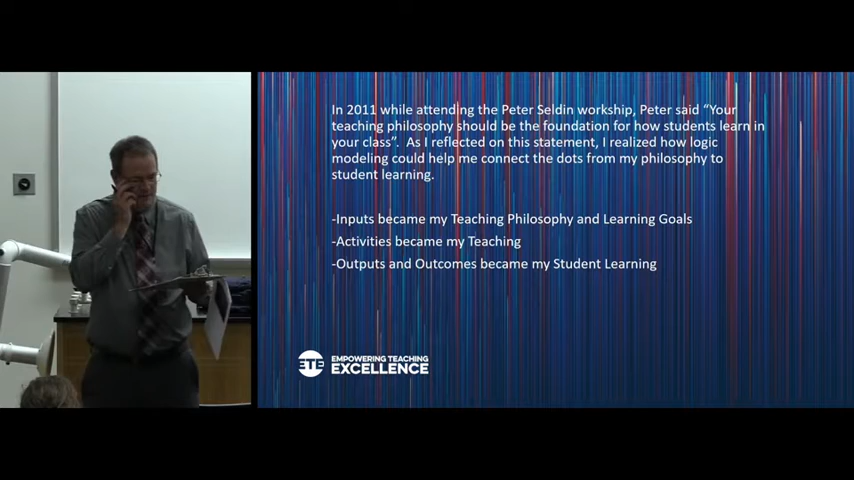 In 2011 while attending the Peter Seldin workship, Peter said “Your
teaching philosophy should be the foundation for how students learn in
your class”. As I reflected on this statement, I realized how logic
modeling could help me connect the dots from my philosophy to
student learning.
-Inputs became my Teaching Philosophy and Learning Goals
-Activities became my Teaching
-Outputs and Outcomes became my Student Learning
ETE EMPOWERING TEACHING
EXCELLENCE